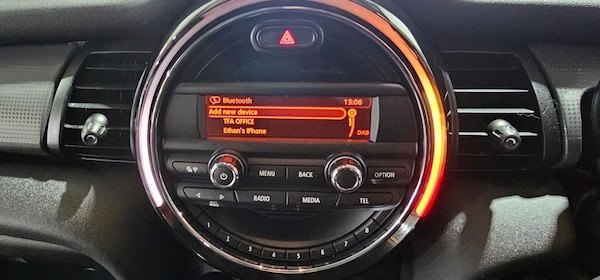 Bluetooth 13:06
Add new device
TFA OFFICE
Ethan's iPhone DAB
MENU BACK OPTION
RADIO MEDIA TEL
1 2 3 4 5 6 7 8